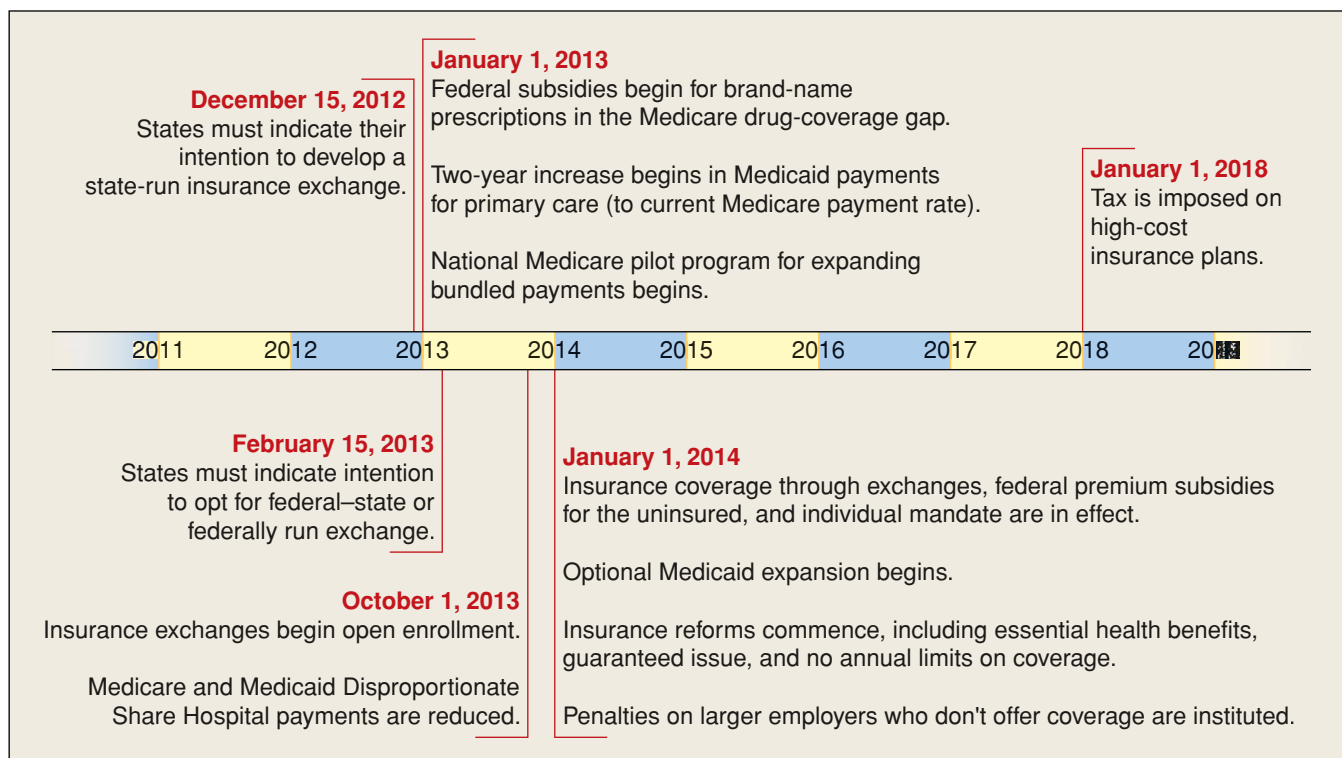 December 15, 2012
States must indicate their
intention to develop a
state-run insurance exchange.
January 1, 2013
Federal subsidies begin for brand-name
prescriptions in the Medicare drug-coverage gap.
Two-year increase begins in Medicaid payments
for primary care (to current Medicare payment rate).
National Medicare pilot program for expanding
bundled payments begins.
January 1, 2018
Tax is imposed on
high-cost
insurance plans.
2011 2012 2013 2014 2015 2016 2017 2018
February 15, 2013
States must indicate intention
to opt for federal–state or
federally run exchange.
October 1, 2013
Insurance exchanges begin open enrollment.
Medicare and Medicaid Disproportionate
Share Hospital payments are reduced.
January 1, 2014
Insurance coverage through exchanges, federal premium subsidies
for the uninsured, and individual mandate are in effect.
Optional Medicaid expansion begins.
Insurance reforms commence, including essential health benefits,
guaranteed issue, and no annual limits on coverage.
Penalties on larger employers who don't offer coverage are instituted.